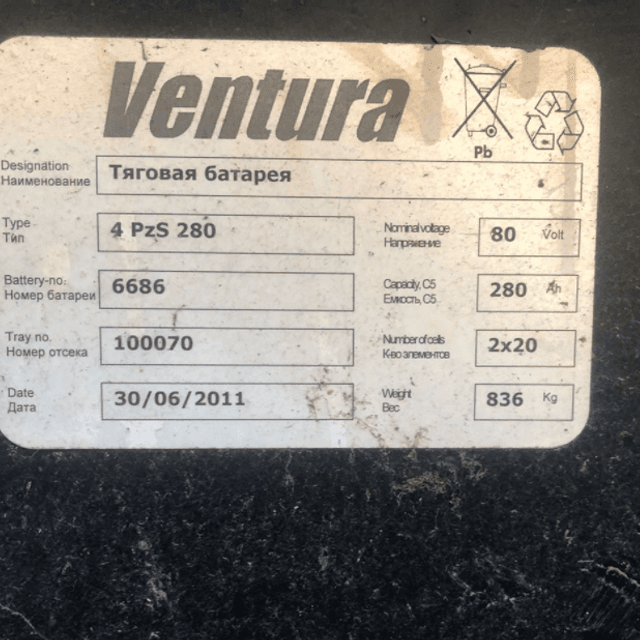 Ventura
Pb
Designation
Наименование
Тяговая батарея
Type
Тип
4 PzS 280
Nominal voltage
Напряжение
80 Volt
Battery-no:
Номер батареи
6686
Capacity, C5
Емкость, C5
280 Ah
Tray no.
Номер отсека
100070
Number of cells
К-во элементов
2x20
Date
Дата
30/06/2011
Weight
Вес
836 Kg